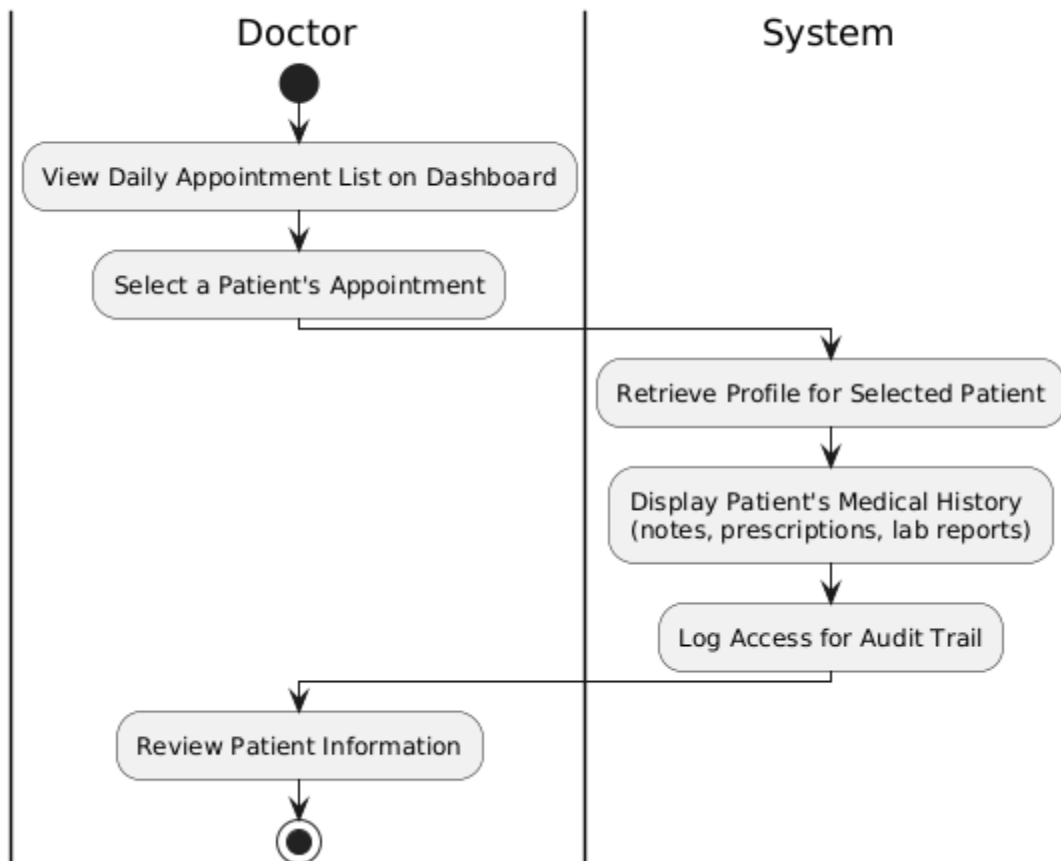 Doctor
System
View Daily Appointment List on Dashboard
Select a Patient's Appointment
Retrieve Profile for Selected Patient
Display Patient's Medical History
(notes, prescriptions, lab reports)
Log Access for Audit Trail
Review Patient Information